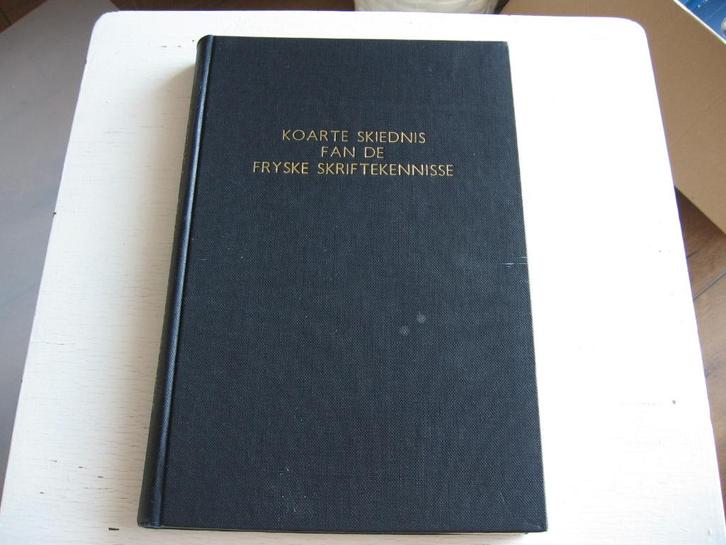 KOARTE SKIEDNIS
FAN DE
FRYSKE SKRIFTEKENNISSE